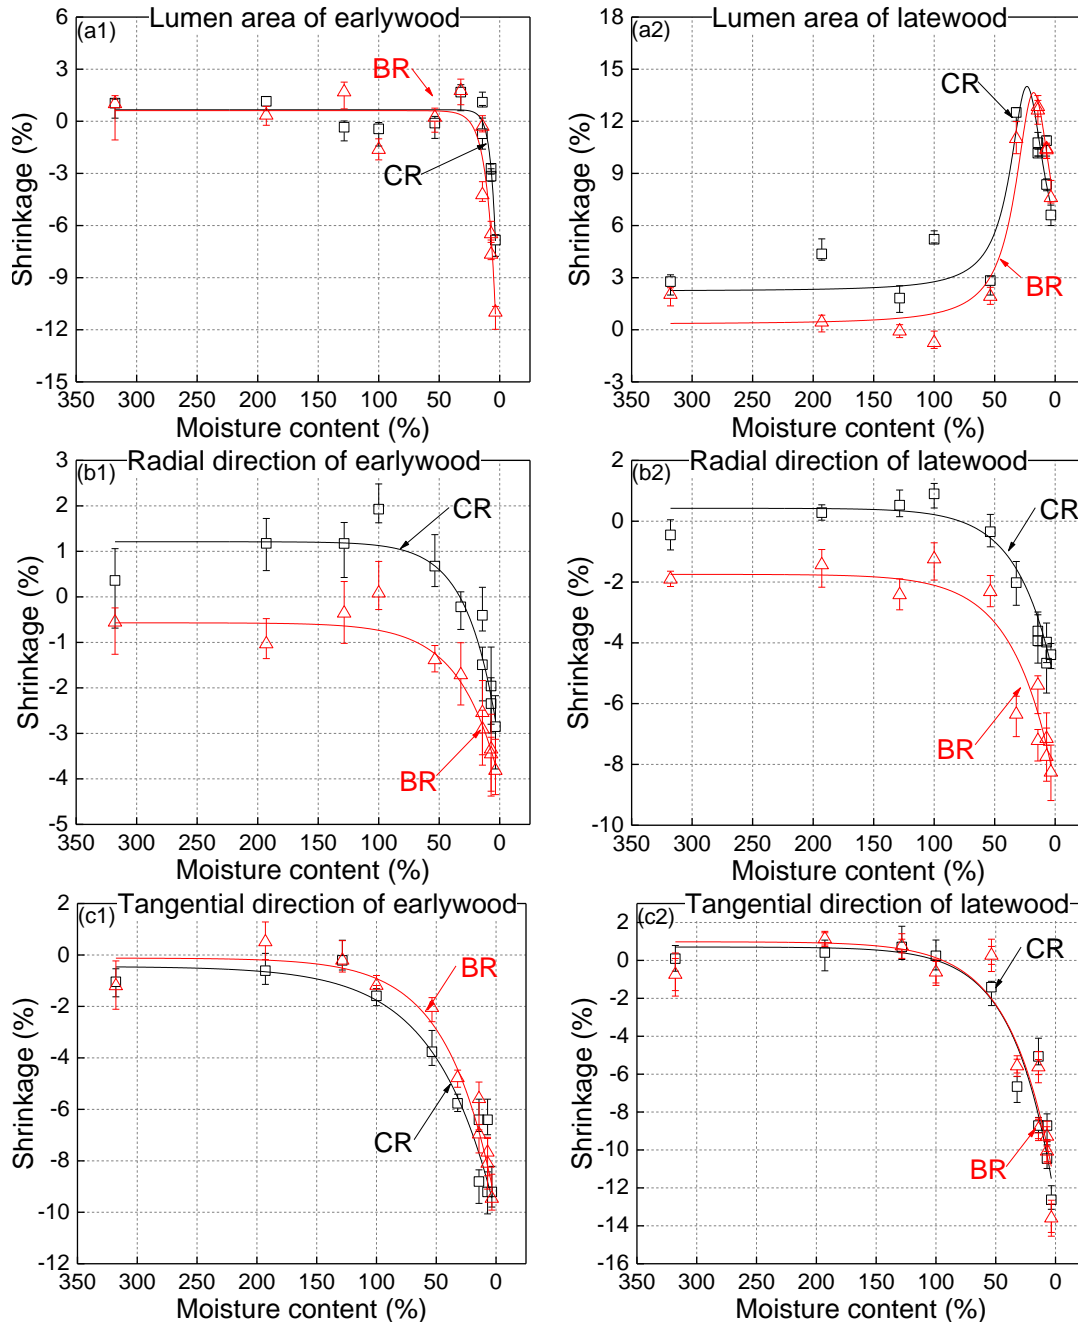 (a1)
Lumen area of earlywood
Shrinkage (%)
6
3
0
-3
-6
-9
-12
-15
BR
CR
350 300 250 200 150 100 50 0
Moisture content (%)
(a2)
Lumen area of latewood
Shrinkage (%)
18
15
12
9
6
3
0
-3
CR
BR
350 300 250 200 150 100 50 0
Moisture content (%)
(b1)
Radial direction of earlywood
Shrinkage (%)
3
2
1
0
-1
-2
-3
-4
-5
CR
BR
350 300 250 200 150 100 50 0
Moisture content (%)
(b2)
Radial direction of latewood
Shrinkage (%)
2
0
-2
-4
-6
-8
-10
CR
BR
350 300 250 200 150 100 50 0
Moisture content (%)
(c1)
Tangential direction of earlywood
Shrinkage (%)
2
0
-2
-4
-6
-8
-10
-12
BR
CR
350 300 250 200 150 100 50 0
Moisture content (%)
(c2)
Tangential direction of latewood
Shrinkage (%)
2
0
-2
-4
-6
-8
-10
-12
-14
-16
CR
BR
350 300 250 200 150 100 50 0
Moisture content (%)